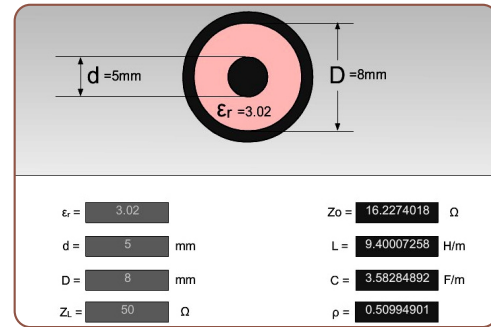 d =5mm
D =8mm
εr =3.02
εr = 3.02
Zo = 16.2274018 Ω
d = 5 mm
L = 9.40007258 H/m
D = 8 mm
C = 3.58284892 F/m
ZL = 50 Ω
ρ = 0.50994901